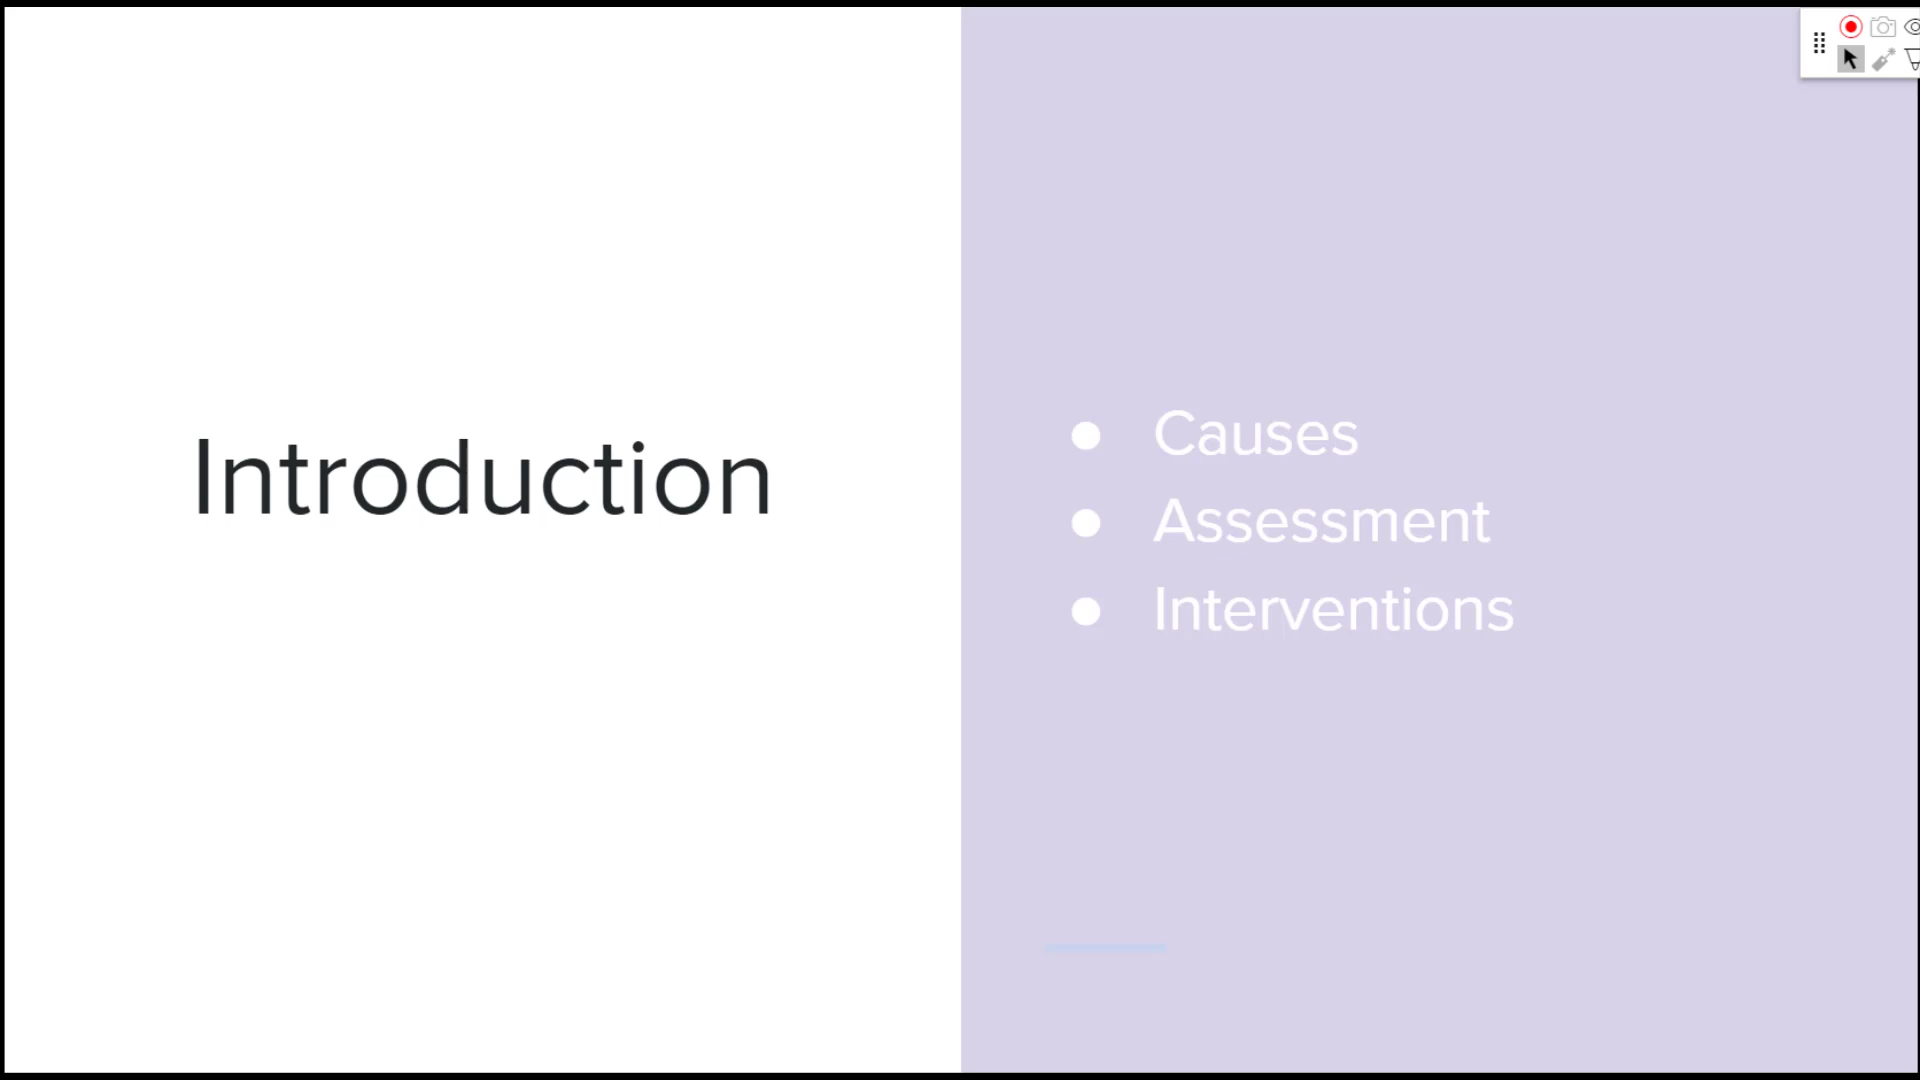 Introduction
● Causes
● Assessment
● Interventions